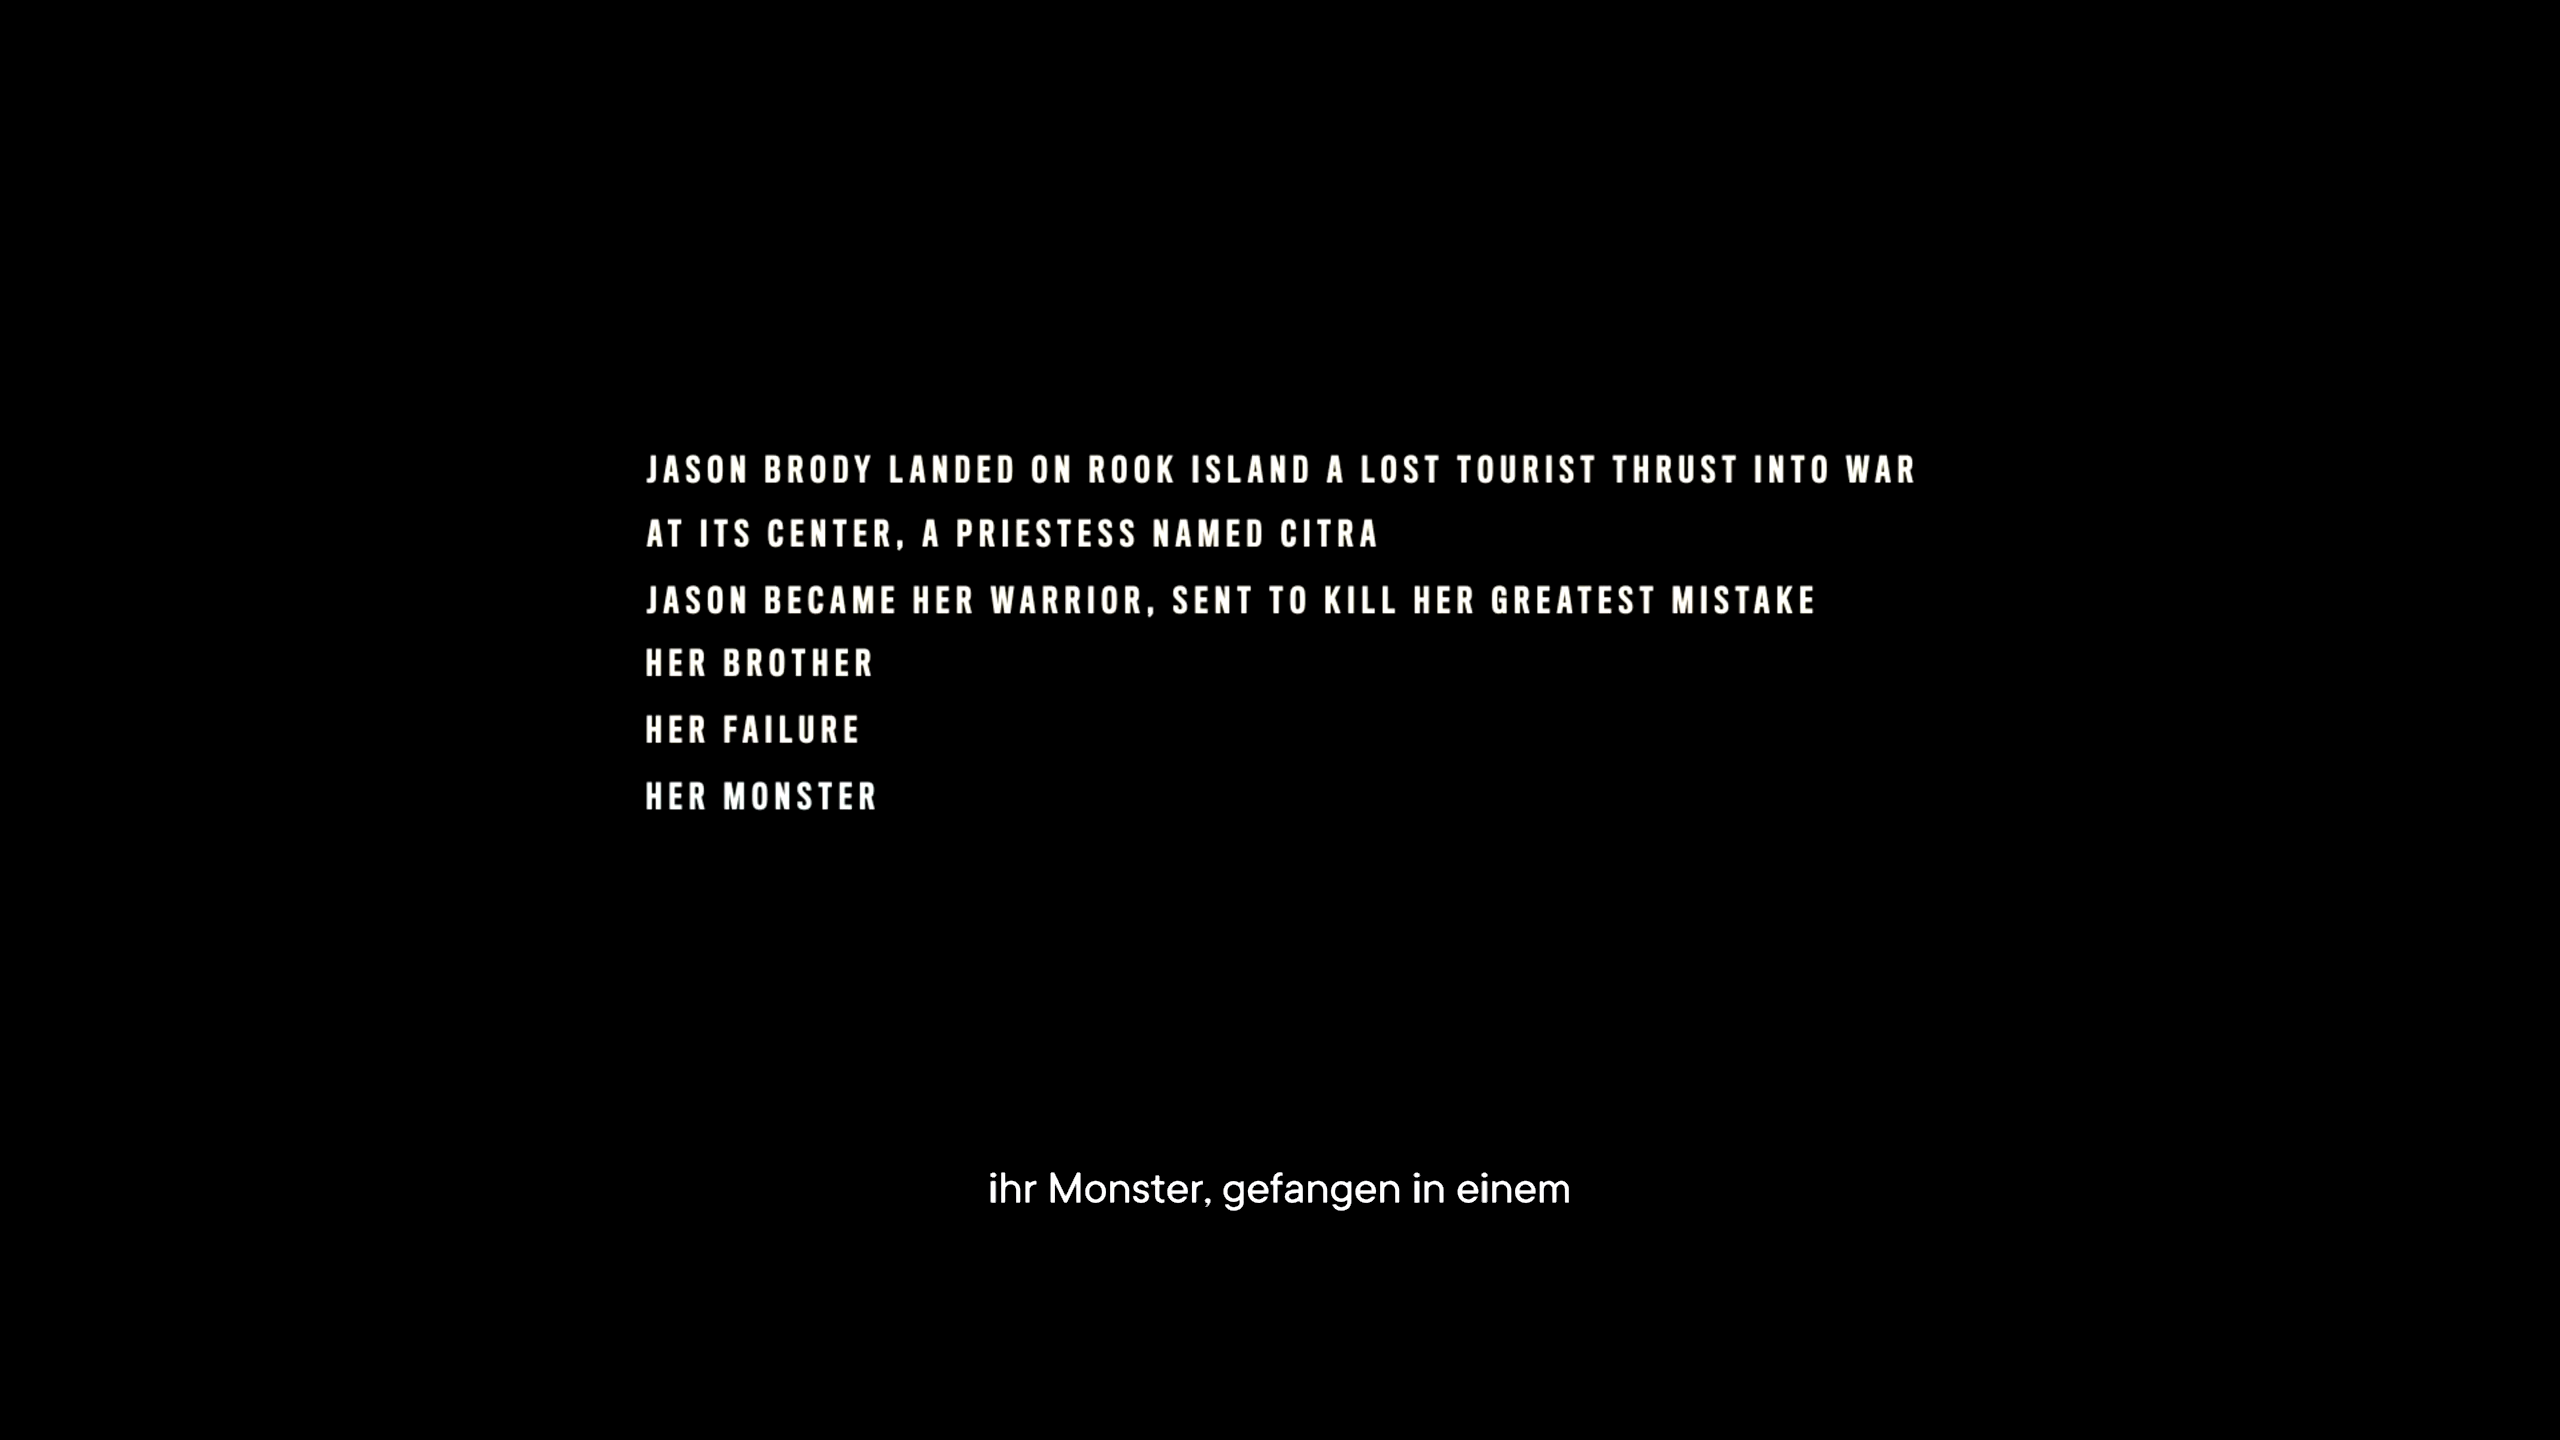 JASON BRODY LANDED ON ROOK ISLAND A LOST TOURIST THRUST INTO WAR
AT ITS CENTER, A PRIESTESS NAMED CITRA
JASON BECAME HER WARRIOR, SENT TO KILL HER GREATEST MISTAKE
HER BROTHER
HER FAILURE
HER MONSTER
ihr Monster, gefangen in einem